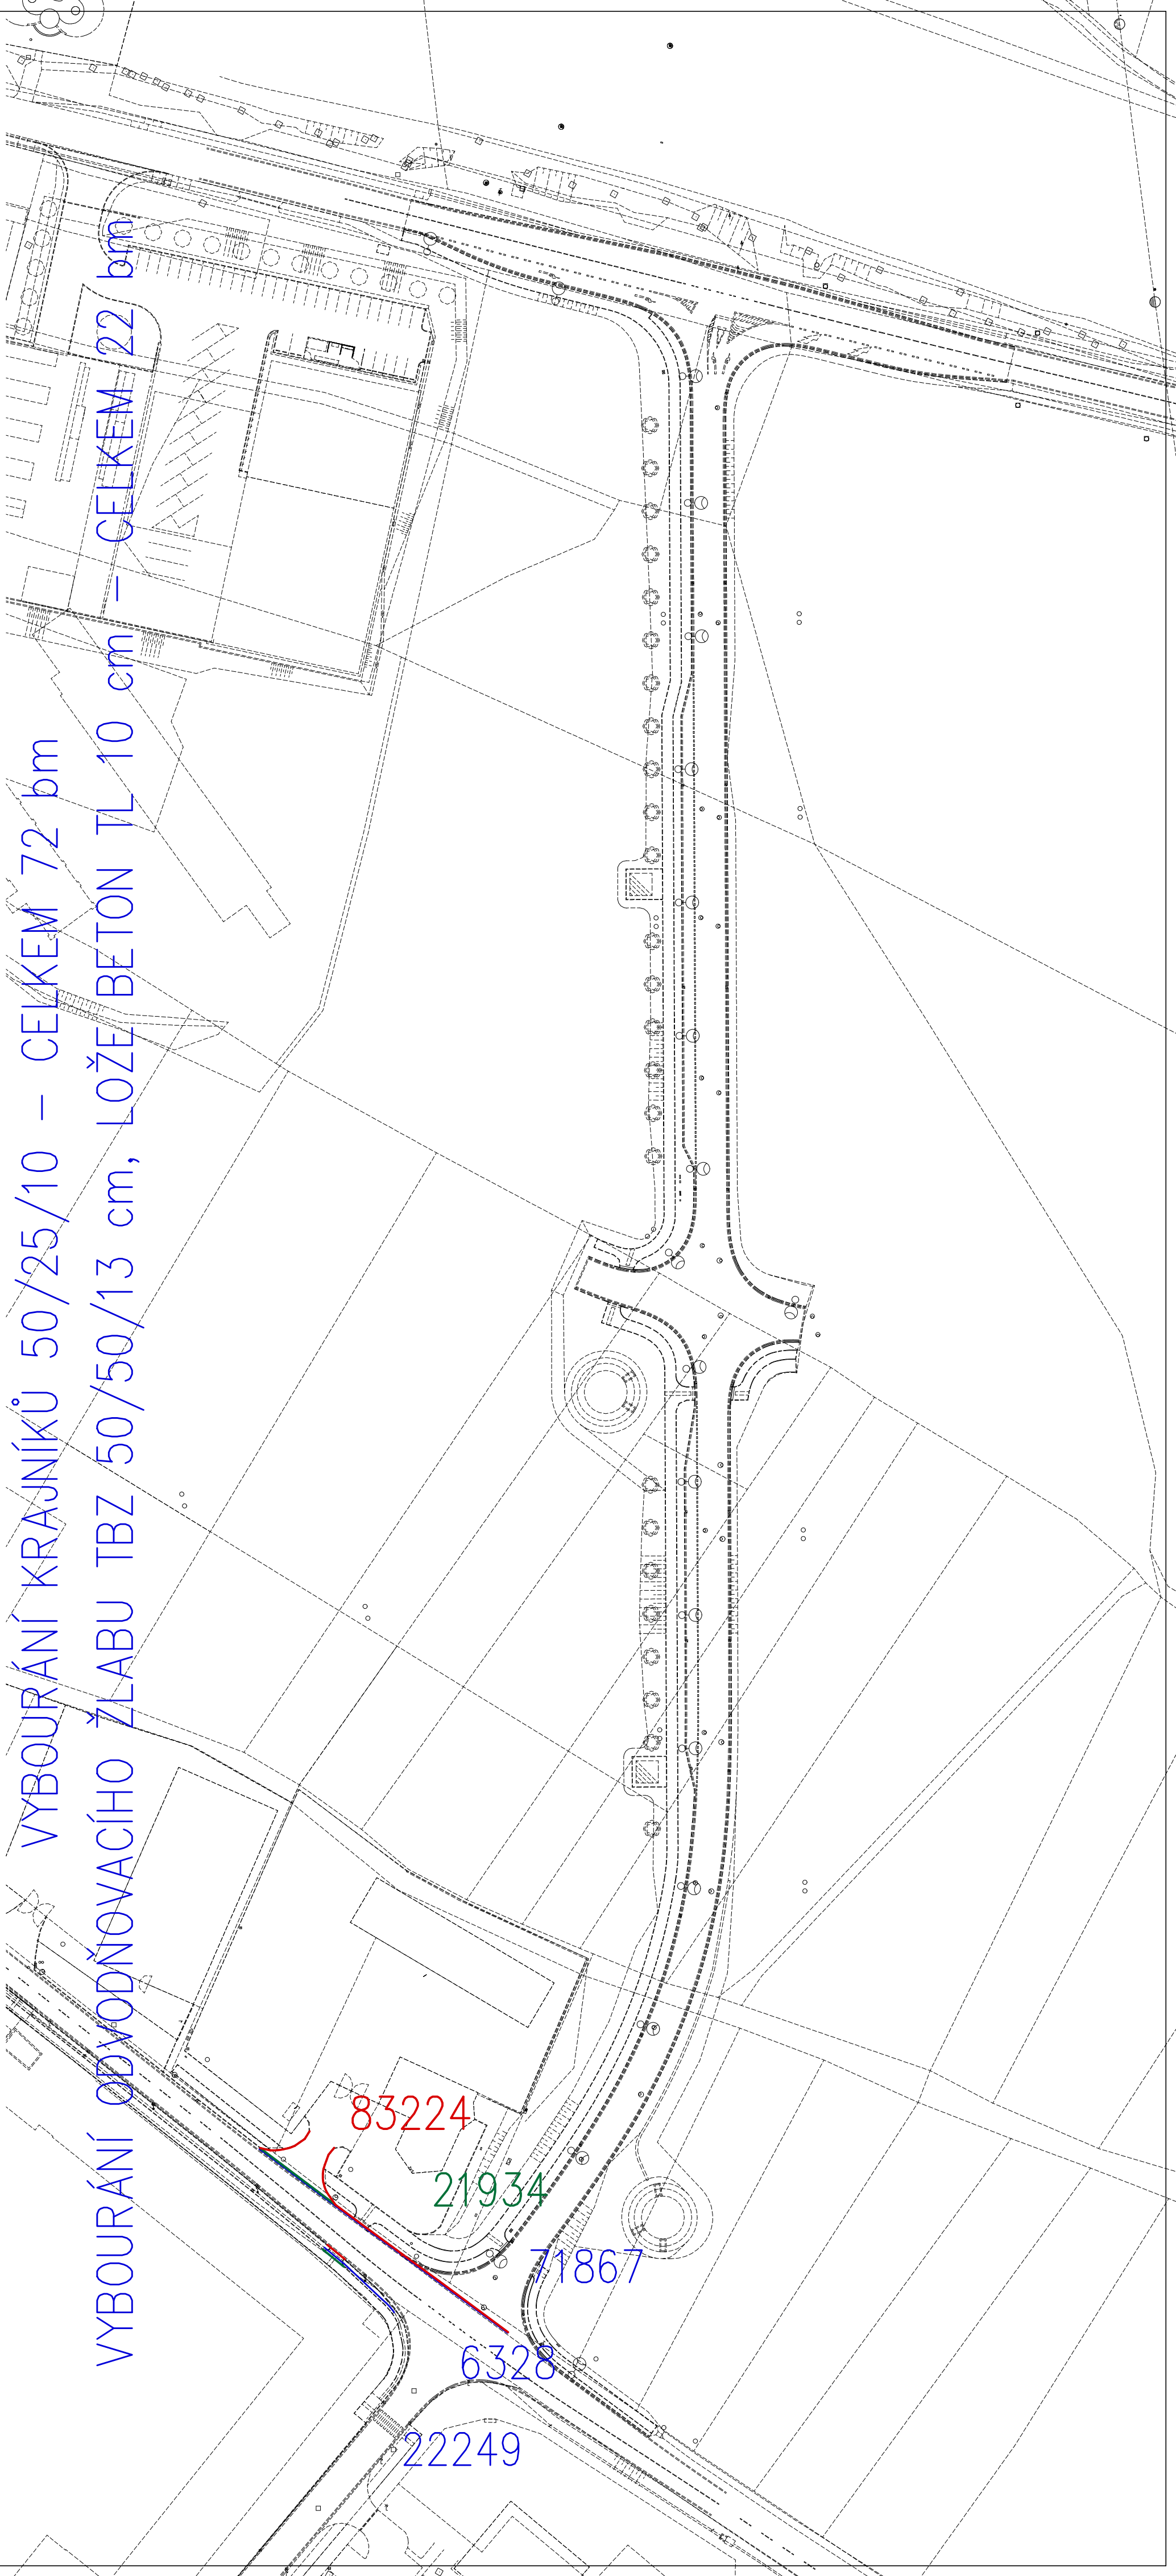 VYBOURÁNÍ KRAJNÍKŮ 50/25/10 - CELKEM 72 bm
VYBOURÁNÍ ODVODŇOVACÍHO ŽLABU TBZ 50/50/13 cm, LOŽE BETON TL 10 cm - CELKEM 22 bm
83224
21934
71867
6328
22249